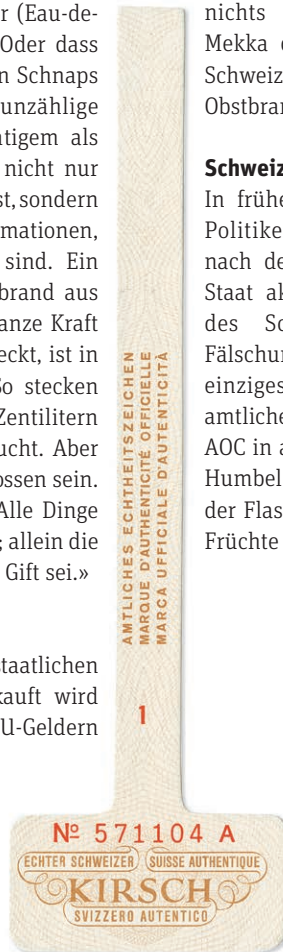 r (Eau-de-
Oder dass
n Schnaps
unzählige
tigem als
nicht nur
st, sondern
mationen,
sind. Ein
brand aus
anze Kraft
eckt, ist in
so stecken
Zentilitern
ucht. Aber
ossen sein.
Alle Dinge
; allein die
Gift sei.»
staatlichen
kauft wird
U-Geldern
AMTLICHES ECHTHEITSZEICHEN
MARQUE D'AUTHENTICITÉ OFFICIELLE
MARCA UFFICIALE D'AUTENTICITÀ
1
Nº 571104 A
ECHTER SCHWEIZER SUISSE AUTHENTIQUE
KIRSCH
SVIZZERO AUTENTICO
nichts
Mekka
Schweiz
Obstbran
Schweiz
In frühe
Politike
nach de
Staat ak
des So
Fälschur
einziges
amtliche
AOC in a
Humbel
der Flas
Früchte